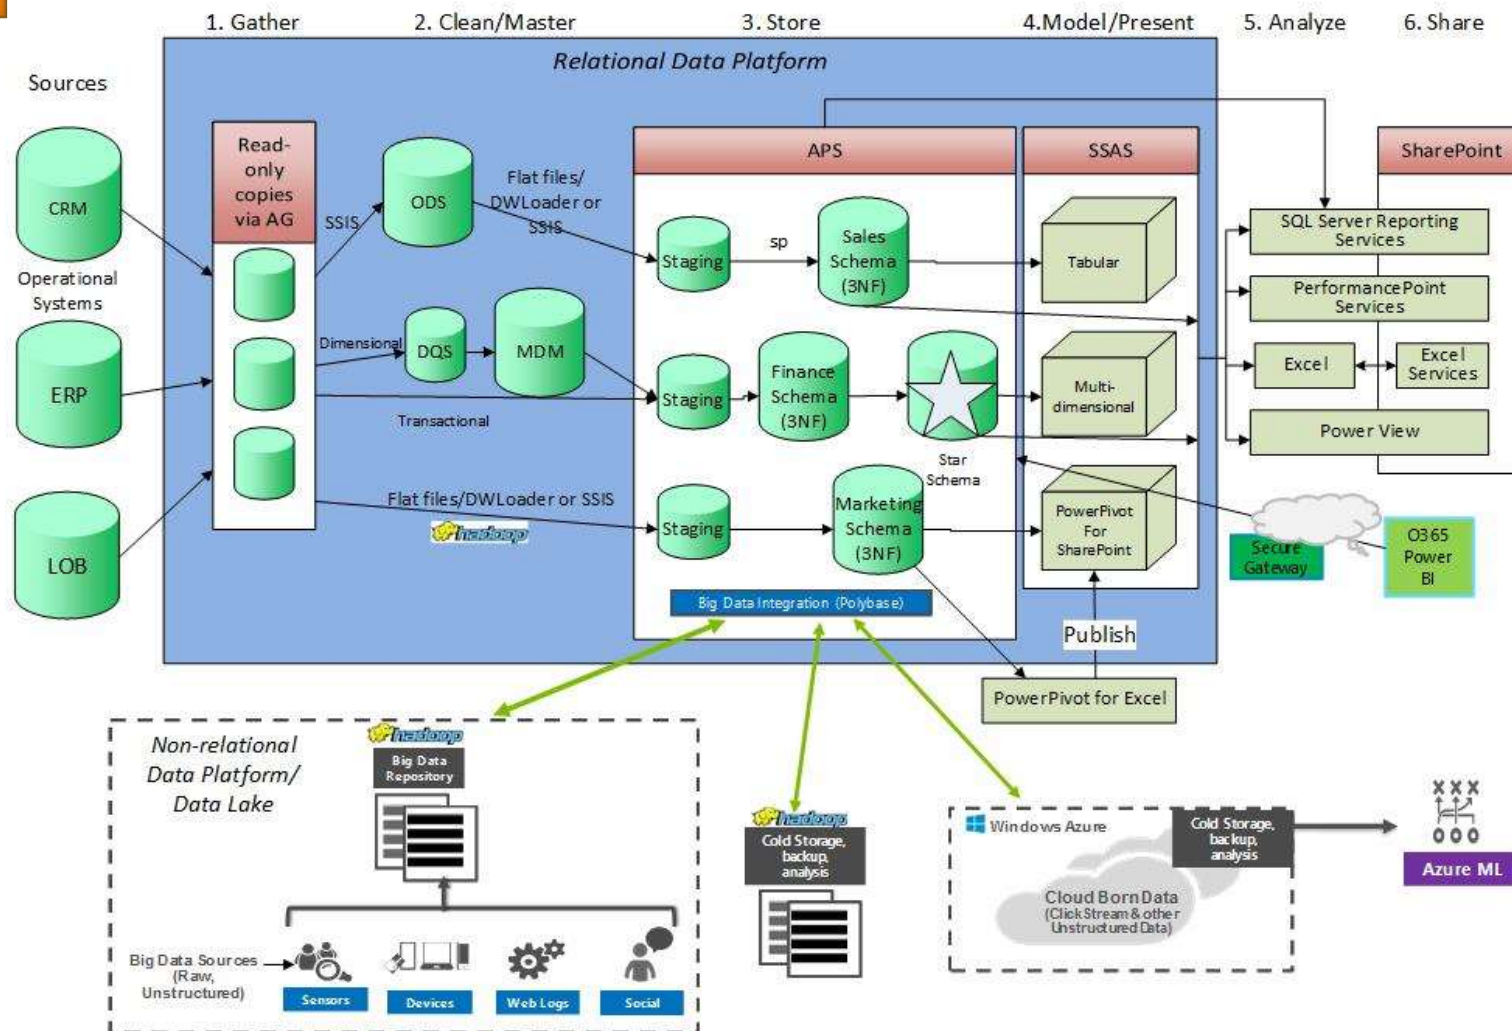 1. Gather
2. Clean/Master
3. Store
4.Model/Present
5. Analyze
6. Share
Relational Data Platform
Sources
CRM
Operational
Systems
ERP
LOB
Read-
only
copies
via AG
SSIS
ODS
Flat files/
DWLoader or
SSIS
Dimensional
DQS
MDM
Transactional
Flat files/DWLoader or SSIS
hadoop
APS
Staging
sp
Sales
Schema
(3NF)
Staging
Finance
Schema
(3NF)
Star
Schema
Staging
Marketing
Schema
(3NF)
Big Data Integration (Polybase)
SSAS
Tabular
Multi-
dimensional
PowerPivot
For
SharePoint
Publish
PowerPivot for Excel
SharePoint
SQL Server Reporting
Services
PerformancePoint
Services
Excel
Excel
Services
Power View
Secure
Gateway
O365
Power
BI
Non-relational
Data Platform/
Data Lake
hadoop
Big Data
Repository
Big Data Sources
(Raw,
Unstructured)
Sensors
Devices
Web Logs
Social
hadoop
Cold Storage,
backup,
analysis
Windows Azure
Cold Storage,
backup,
analysis
Cloud Born Data
(Click Stream & other
Unstructured Data)
Azure ML